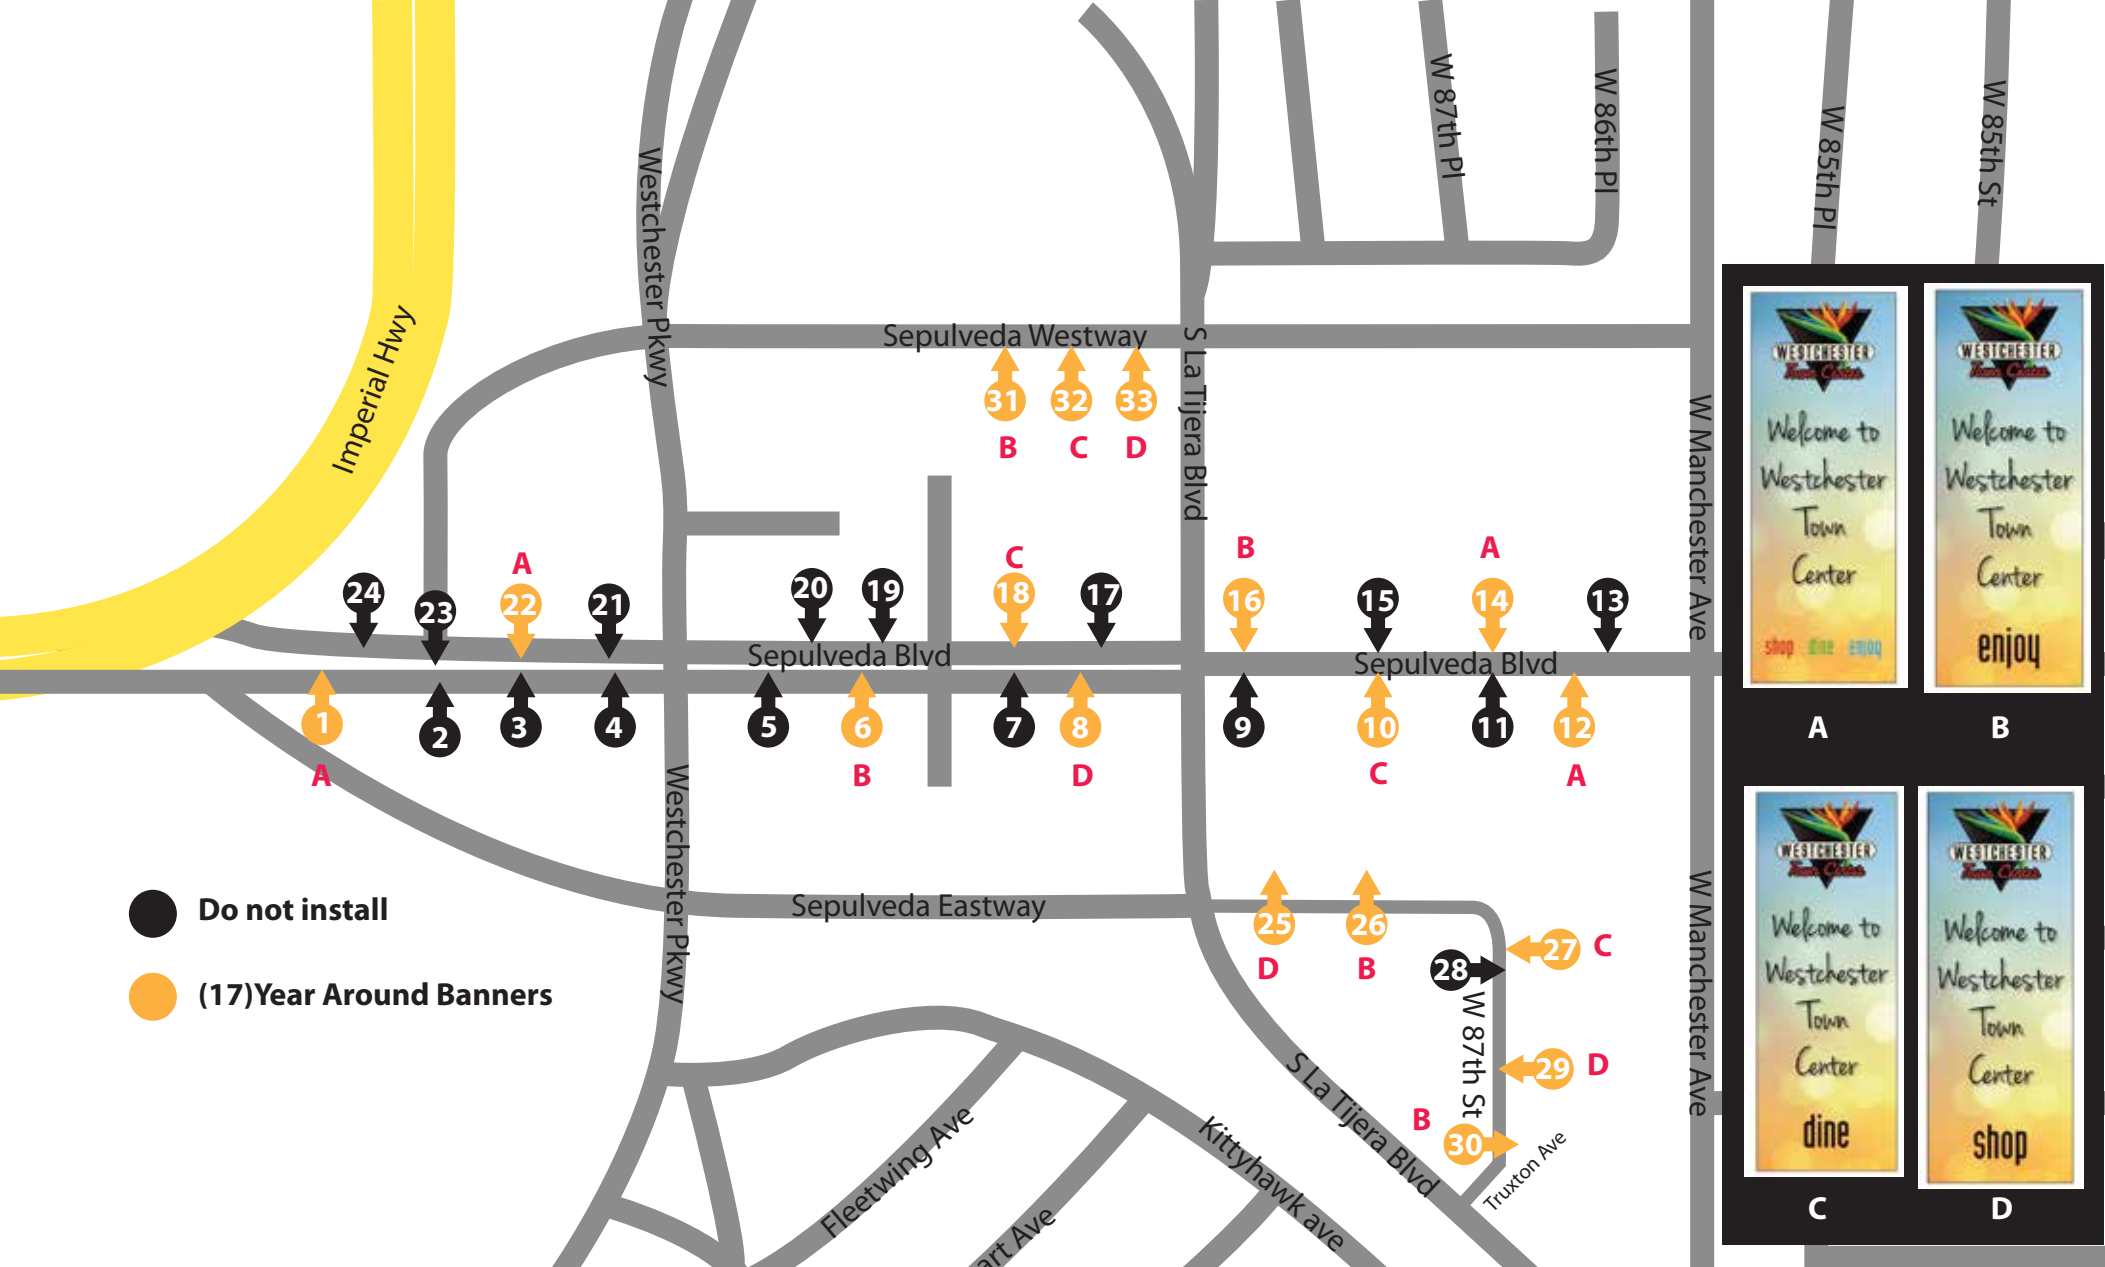 W 87th Pl
W 86th Pl
W 85th Pl
W 85th St
Westchester Pkwy
Imperial Hwy
Sepulveda Westway
S La Tijera Blvd
31
32
33
B
C
D
W Manchester Ave
A
C
B
A
24
23
22
21
20
19
18
17
16
15
14
13
Sepulveda Blvd
Sepulveda Blvd
1
2
3
4
5
6
7
8
9
10
11
12
A
B
D
C
A
Westchester Pkwy
Sepulveda Eastway
25
26
D
B
27
C
28
W 87th St
29
D
B
30
Truxton Ave
S La Tijera Blvd
Kittyhawk ave
Fleetwing Ave
art Ave
W Manchester Ave
Do not install
(17)Year Around Banners
WESTCHESTER
Town Center
Welcome to
Westchester
Town
Center
shop dine enjoy
A
WESTCHESTER
Town Center
Welcome to
Westchester
Town
Center
enjoy
B
WESTCHESTER
Town Center
Welcome to
Westchester
Town
Center
dine
C
WESTCHESTER
Town Center
Welcome to
Westchester
Town
Center
shop
D